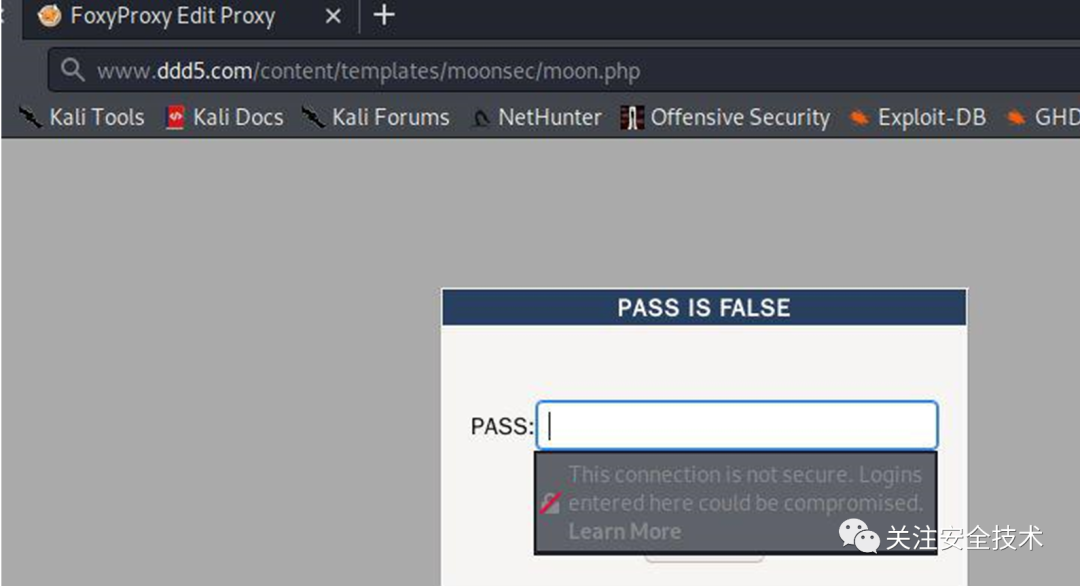 FoxyProxy Edit Proxy
www.ddd5.com/content/templates/moonsec/moon.php
Kali Tools Kali Docs Kali Forums NetHunter Offensive Security Exploit-DB GHD
PASS IS FALSE
PASS:
This connection is not secure. Logins
entered here could be compromised.
Learn More
关注安全技术